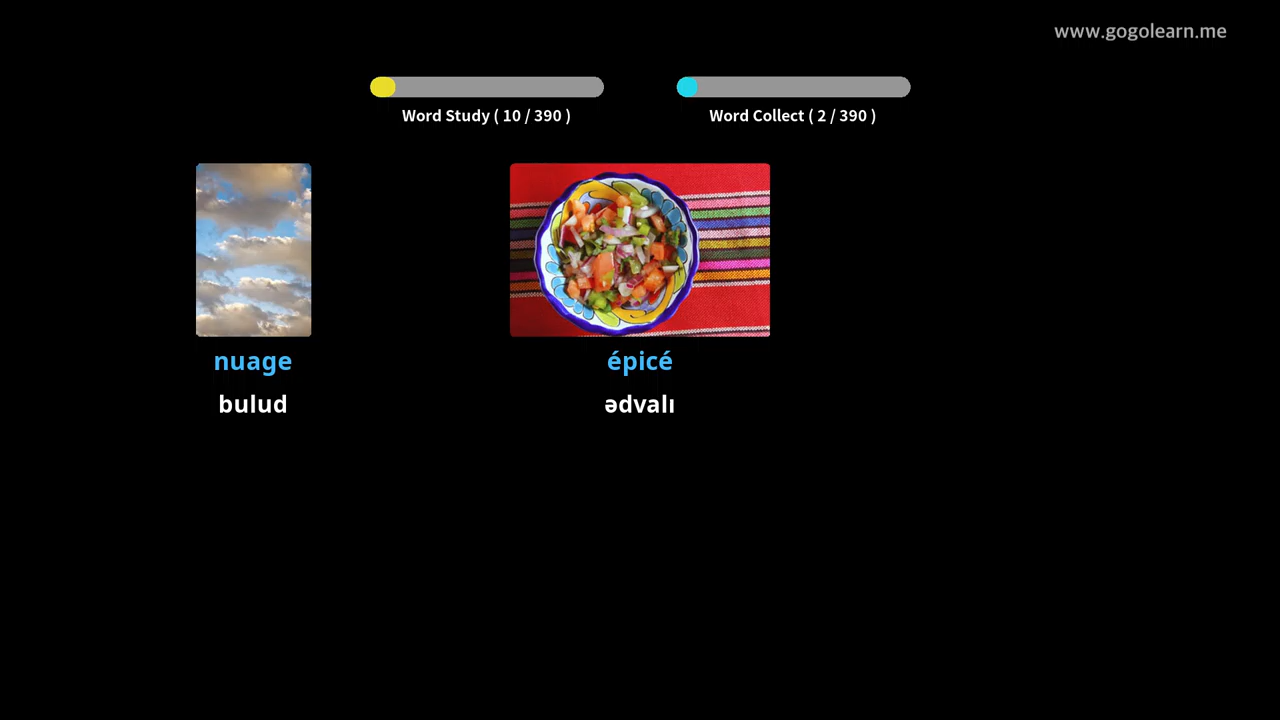 www.gogolearn.me
Word Study ( 10 / 390 )
Word Collect ( 2 / 390 )
nuage
épicé
bulud
ədvalı